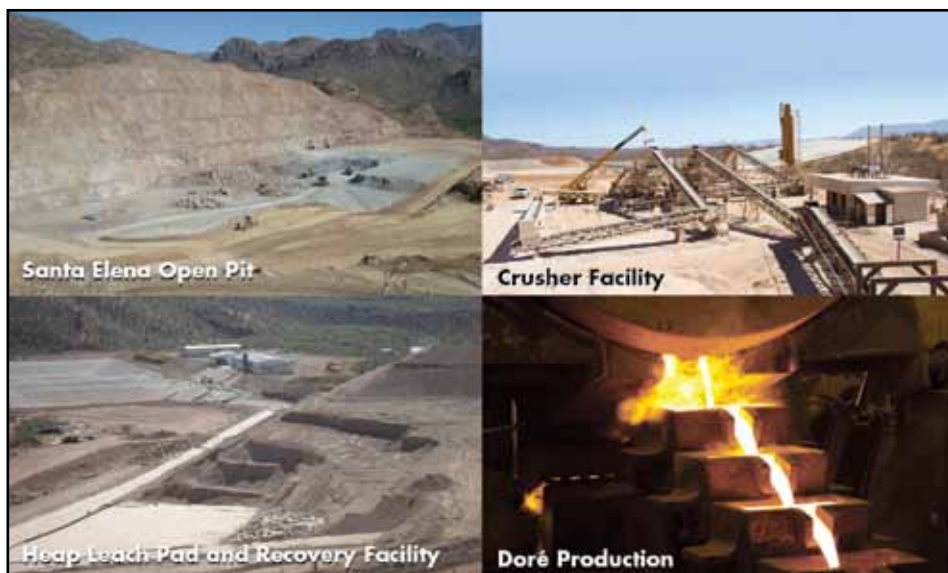 Santa Elena Open Pit
Crusher Facility
Heap Leach Pad and Recovery Facility
Doré Production